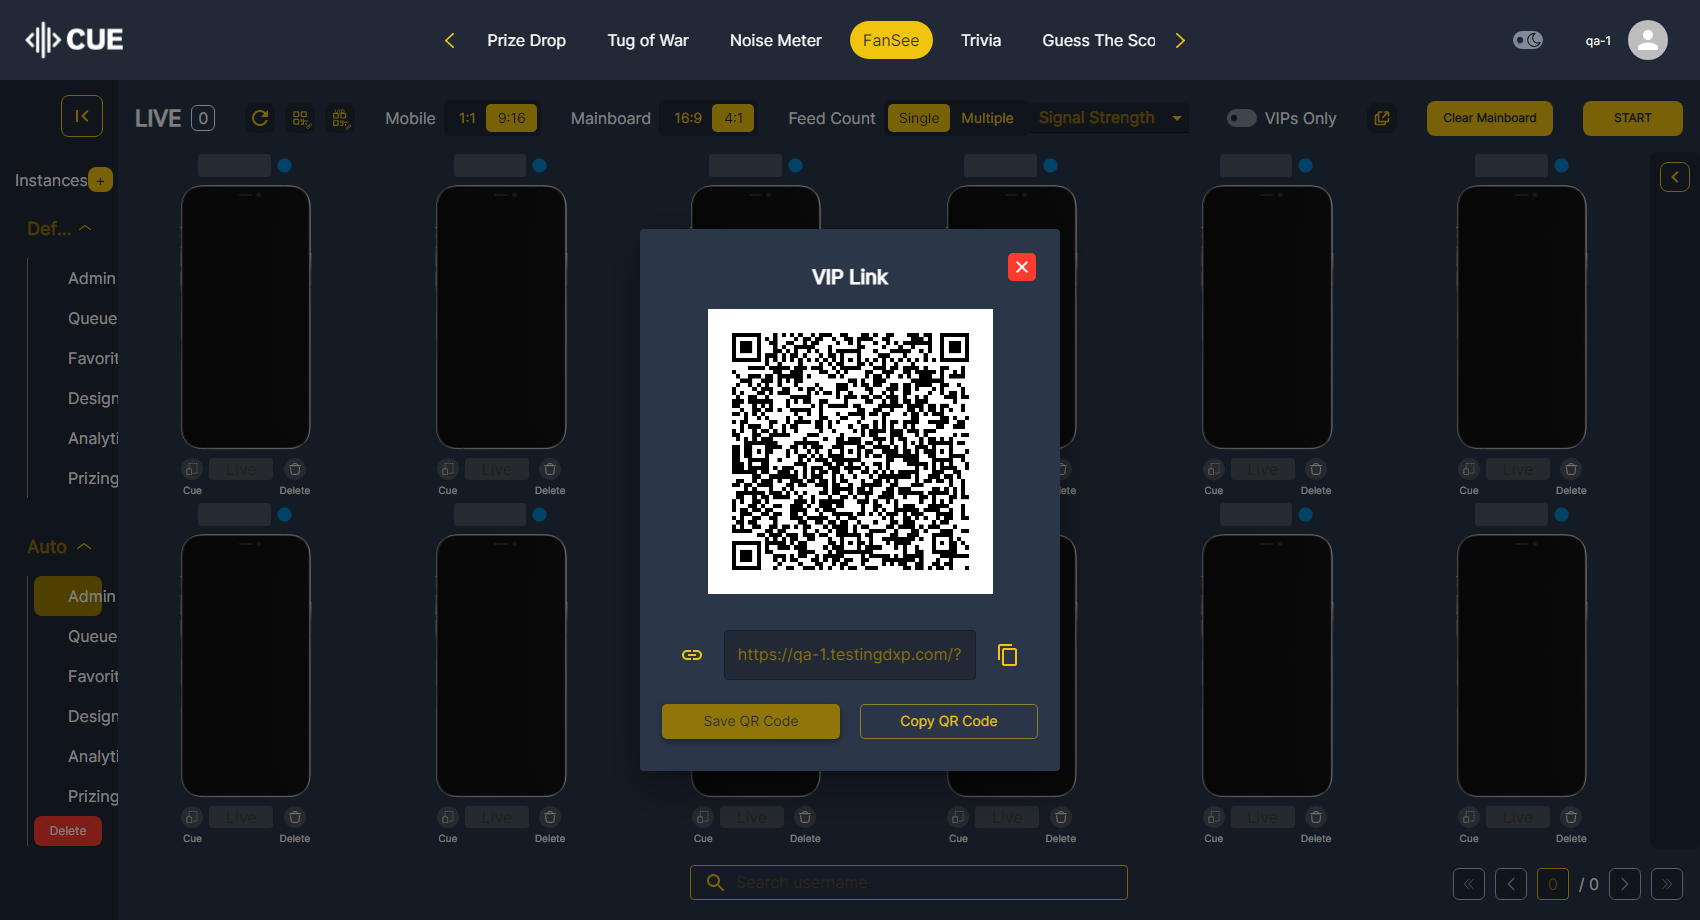 CUE
Prize Drop
Tug of War
Noise Meter
FanSee
Trivia
Guess The Sco
qa-1
LIVE 0
Mobile 1:1 9:16
Mainboard 16:9 4:1
Feed Count Single Multiple
Signal Strength
VIPs Only
Clear Mainboard
START
Instances +
Def...
Admin
Queue
Favorit
Design
Analyti
Prizing
Auto
Admin
Queue
Favorit
Design
Analyti
Prizing
Delete
VIP Link
https://qa-1.testingdxp.com/?
Save QR Code
Copy QR Code
Live
Live
Live
Live
Cue Delete
Cue Delete
ete
Cue Delete
Cue Delete
Live
Live
Live
Live
Live
Live
Cue Delete
Cue Delete
Cue Delete
Cue Delete
Cue Delete
Cue Delete
Search username
0 / 0